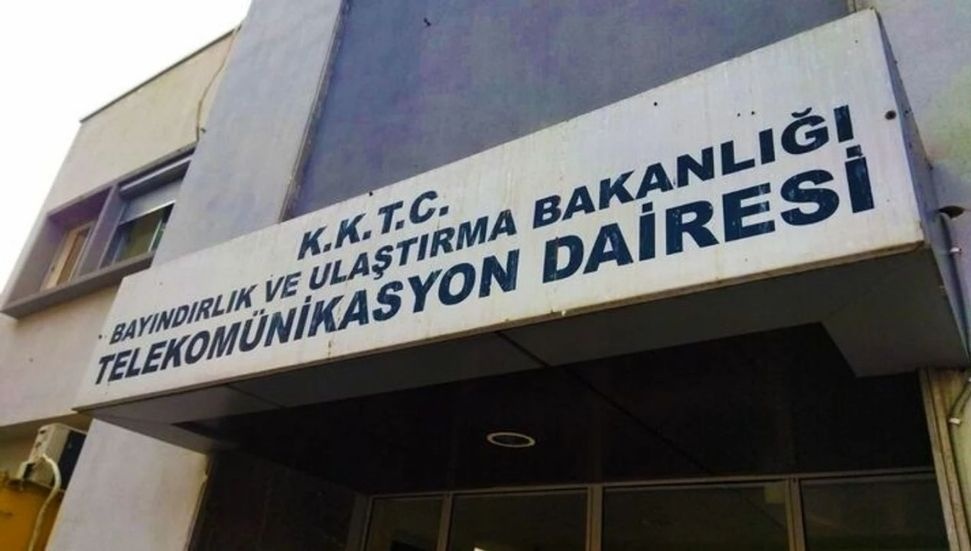 K.K.T.C.
BAYINDIRLIK VE ULAŞTIRMA BAKANLIĞI
TELEKOMÜNİKASYON DAİRESİ